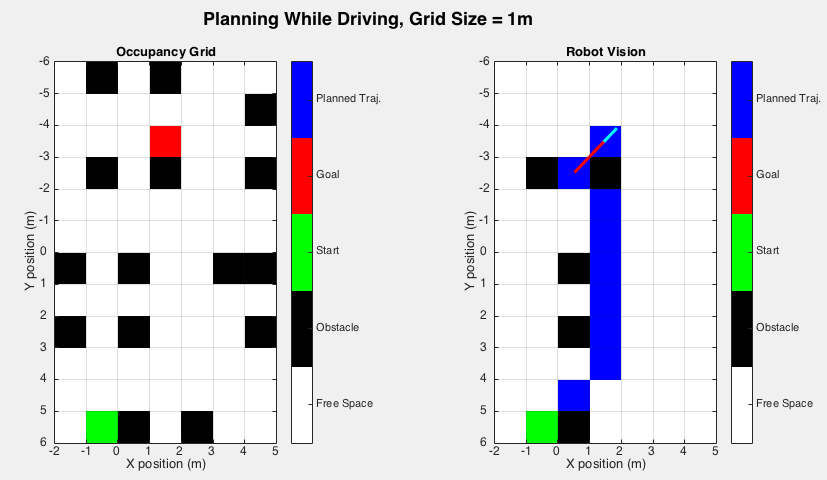 Planning While Driving, Grid Size = 1m
Occupancy Grid
-6
-5
-4
-3
-2
-1
0
1
2
3
4
5
6
-2 -1 0 1 2 3 4 5
Y position (m)
X position (m)
Planned Traj.
Goal
Start
Obstacle
Free Space
Robot Vision
-6
-5
-4
-3
-2
-1
0
1
2
3
4
5
6
-2 -1 0 1 2 3 4 5
Y position (m)
X position (m)
Planned Traj.
Goal
Start
Obstacle
Free Space